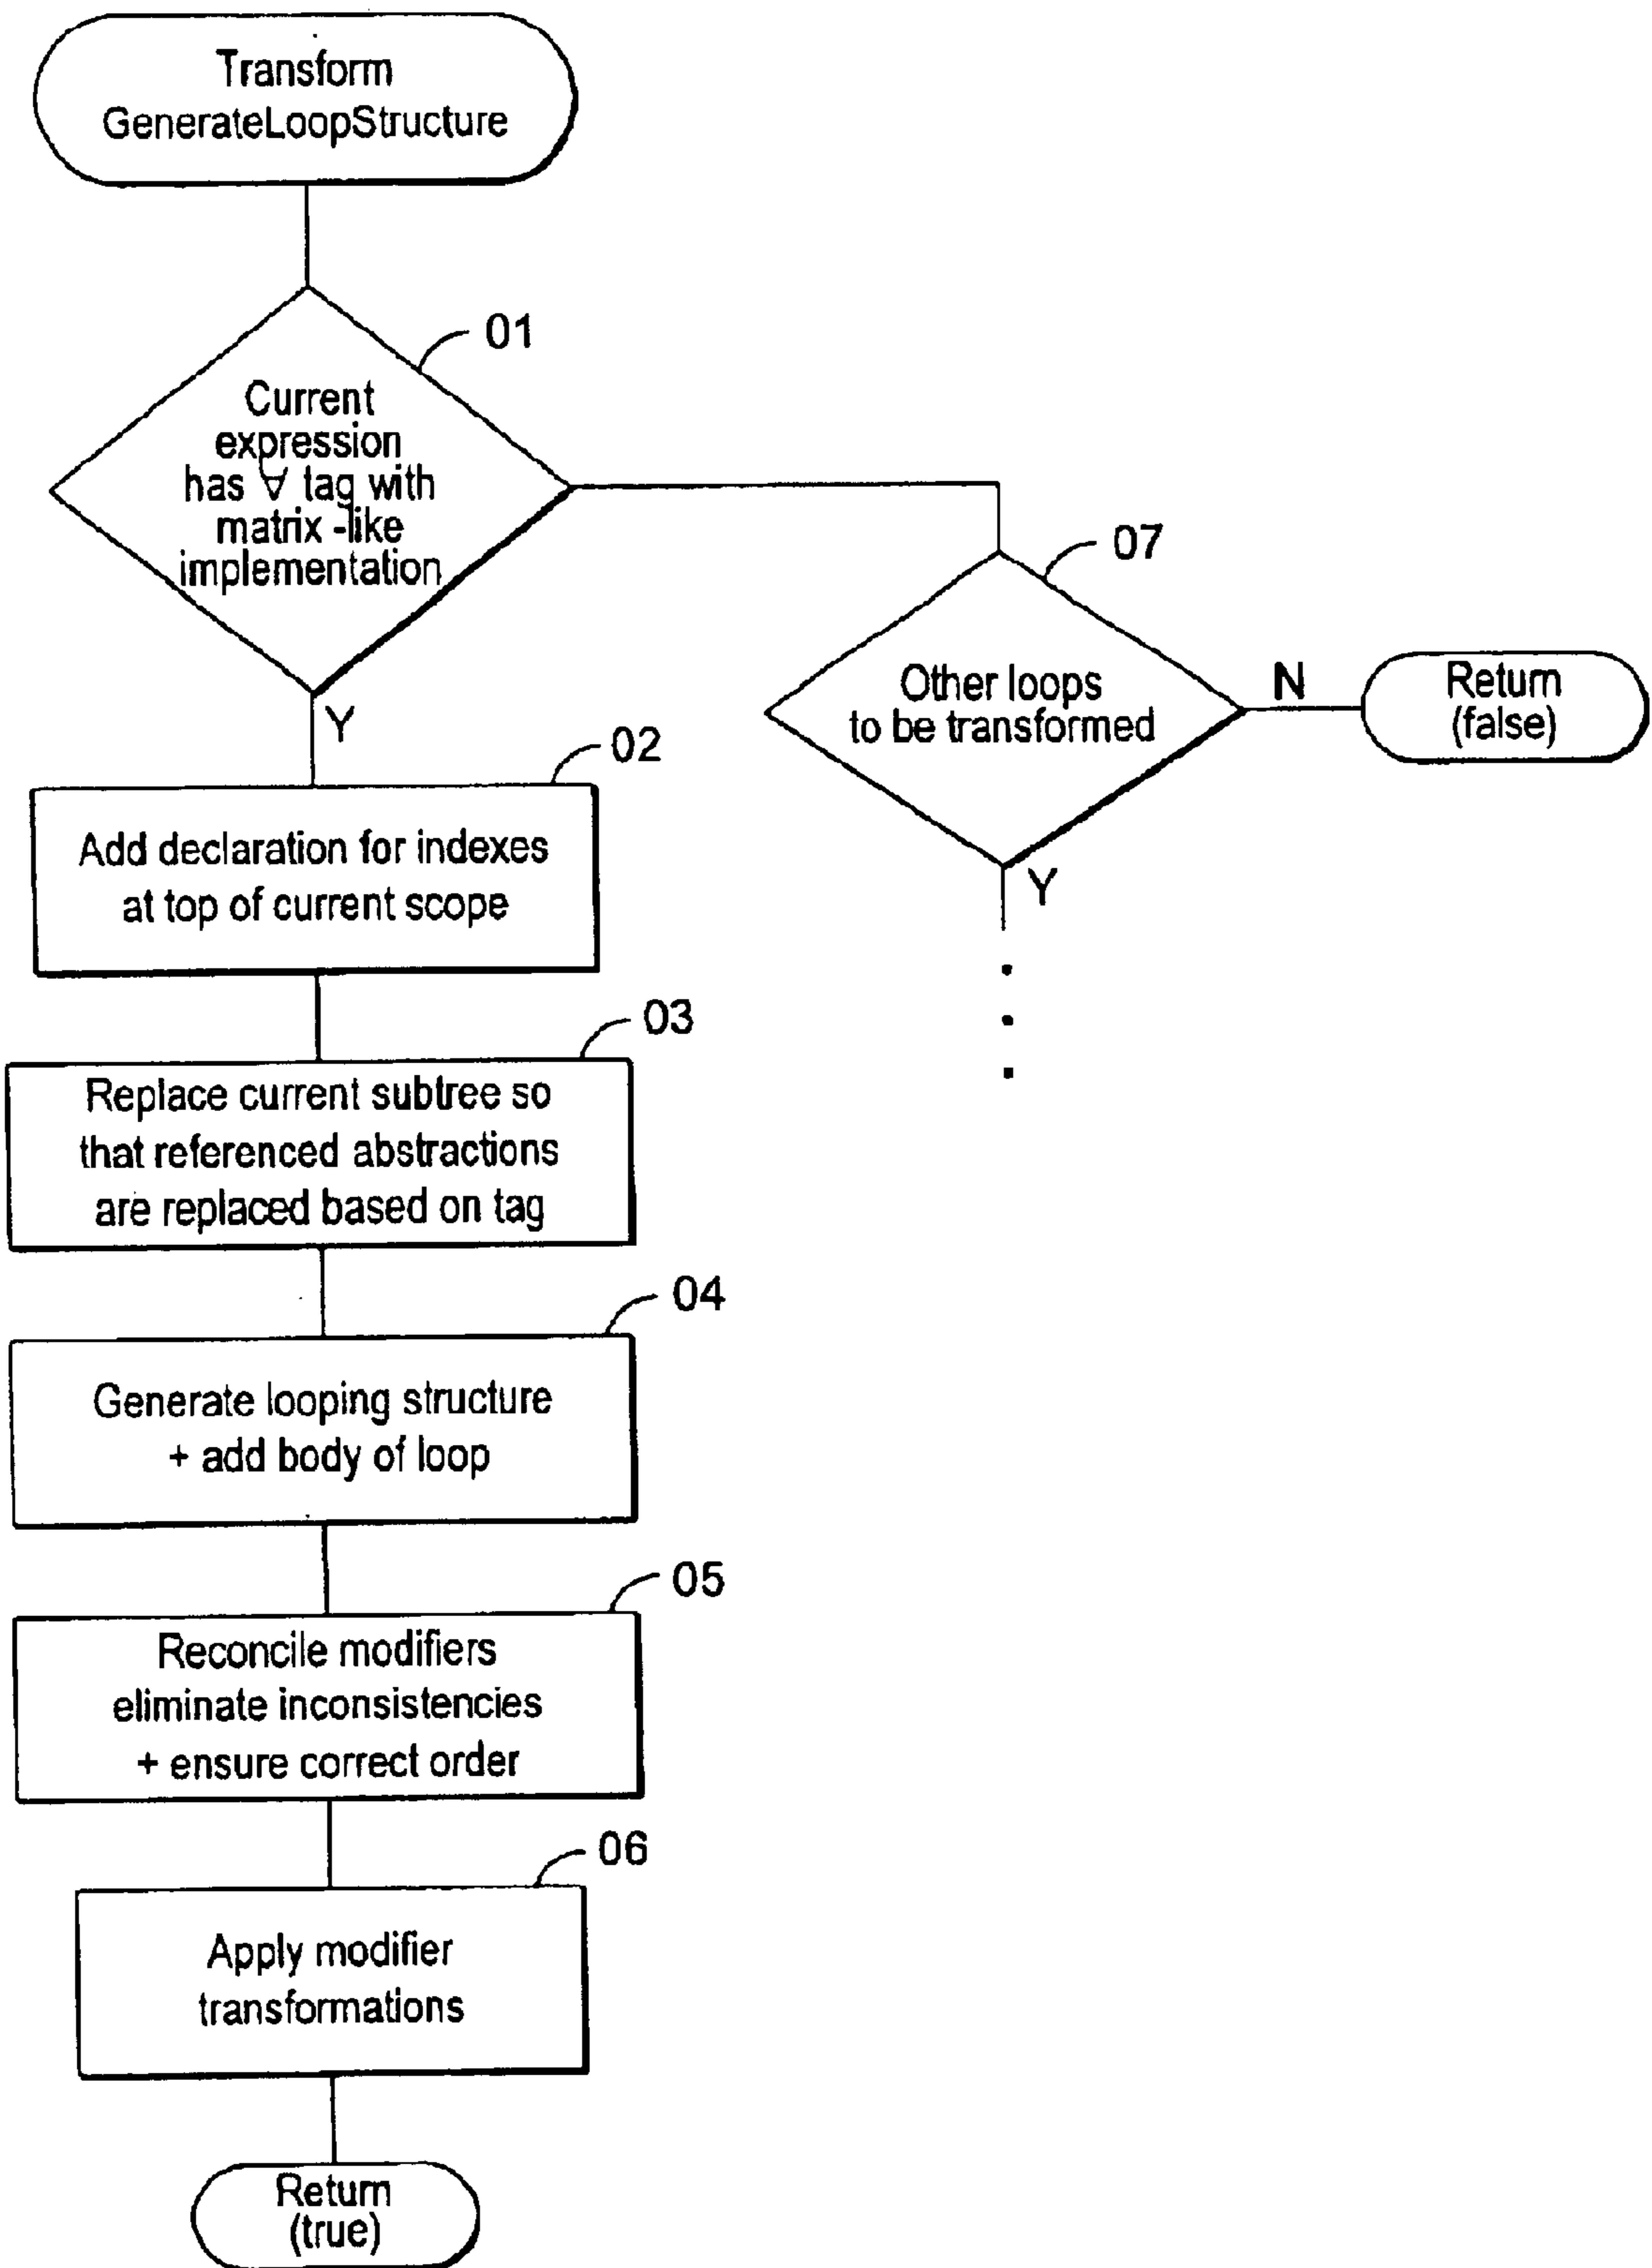 Transform
GenerateLoopStructure
01
Current
expression
has ∀ tag with
matrix -like
implementation
Y
07
Other loops
to be transformed
N
Return
(false)
Y
02
Add declaration for indexes
at top of current scope
03
Replace current subtree so
that referenced abstractions
are replaced based on tag
04
Generate looping structure
+ add body of loop
05
Reconcile modifiers
eliminate inconsistencies
+ ensure correct order
06
Apply modifier
transformations
Return
(true)